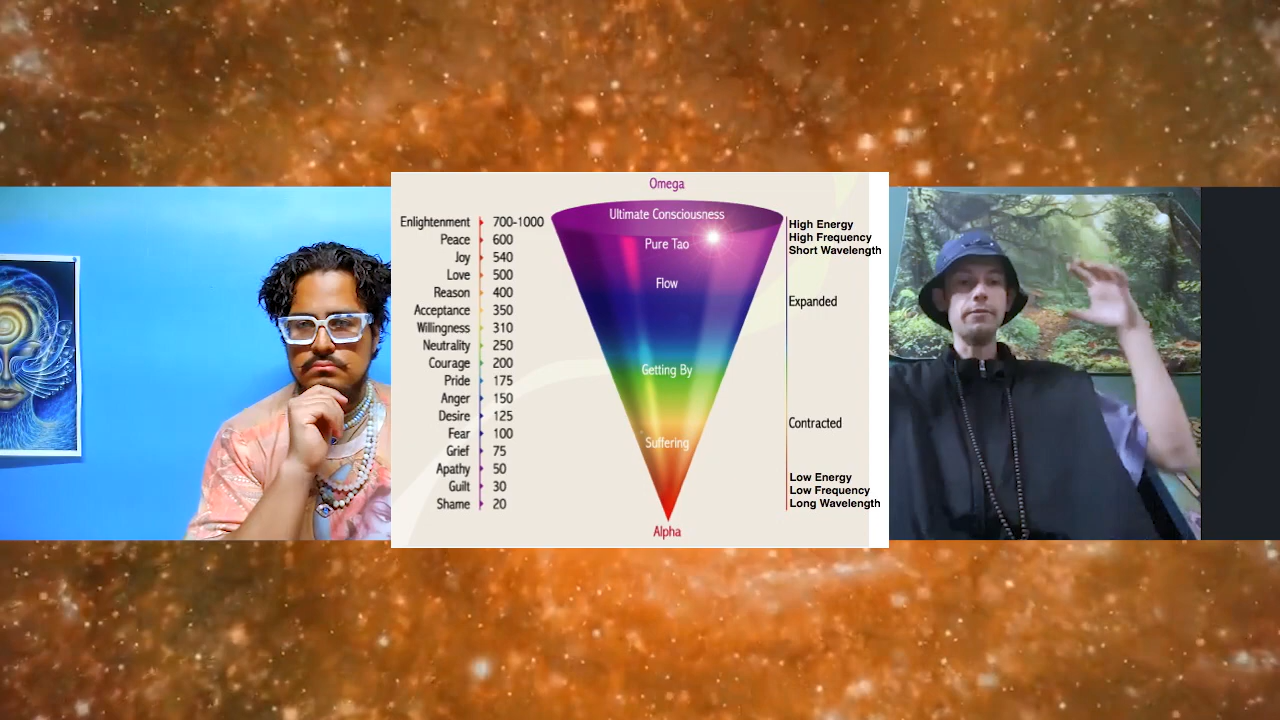 Omega
Enlightenment 700-1000
Peace 600
Joy 540
Love 500
Reason 400
Acceptance 350
Willingness 310
Neutrality 250
Courage 200
Pride 175
Anger 150
Desire 125
Fear 100
Grief 75
Apathy 50
Guilt 30
Shame 20
Ultimate Consciousness
Pure Tao
Flow
Getting By
Suffering
Alpha
High Energy
High Frequency
Short Wavelength
Expanded
Contracted
Low Energy
Low Frequency
Long Wavelength